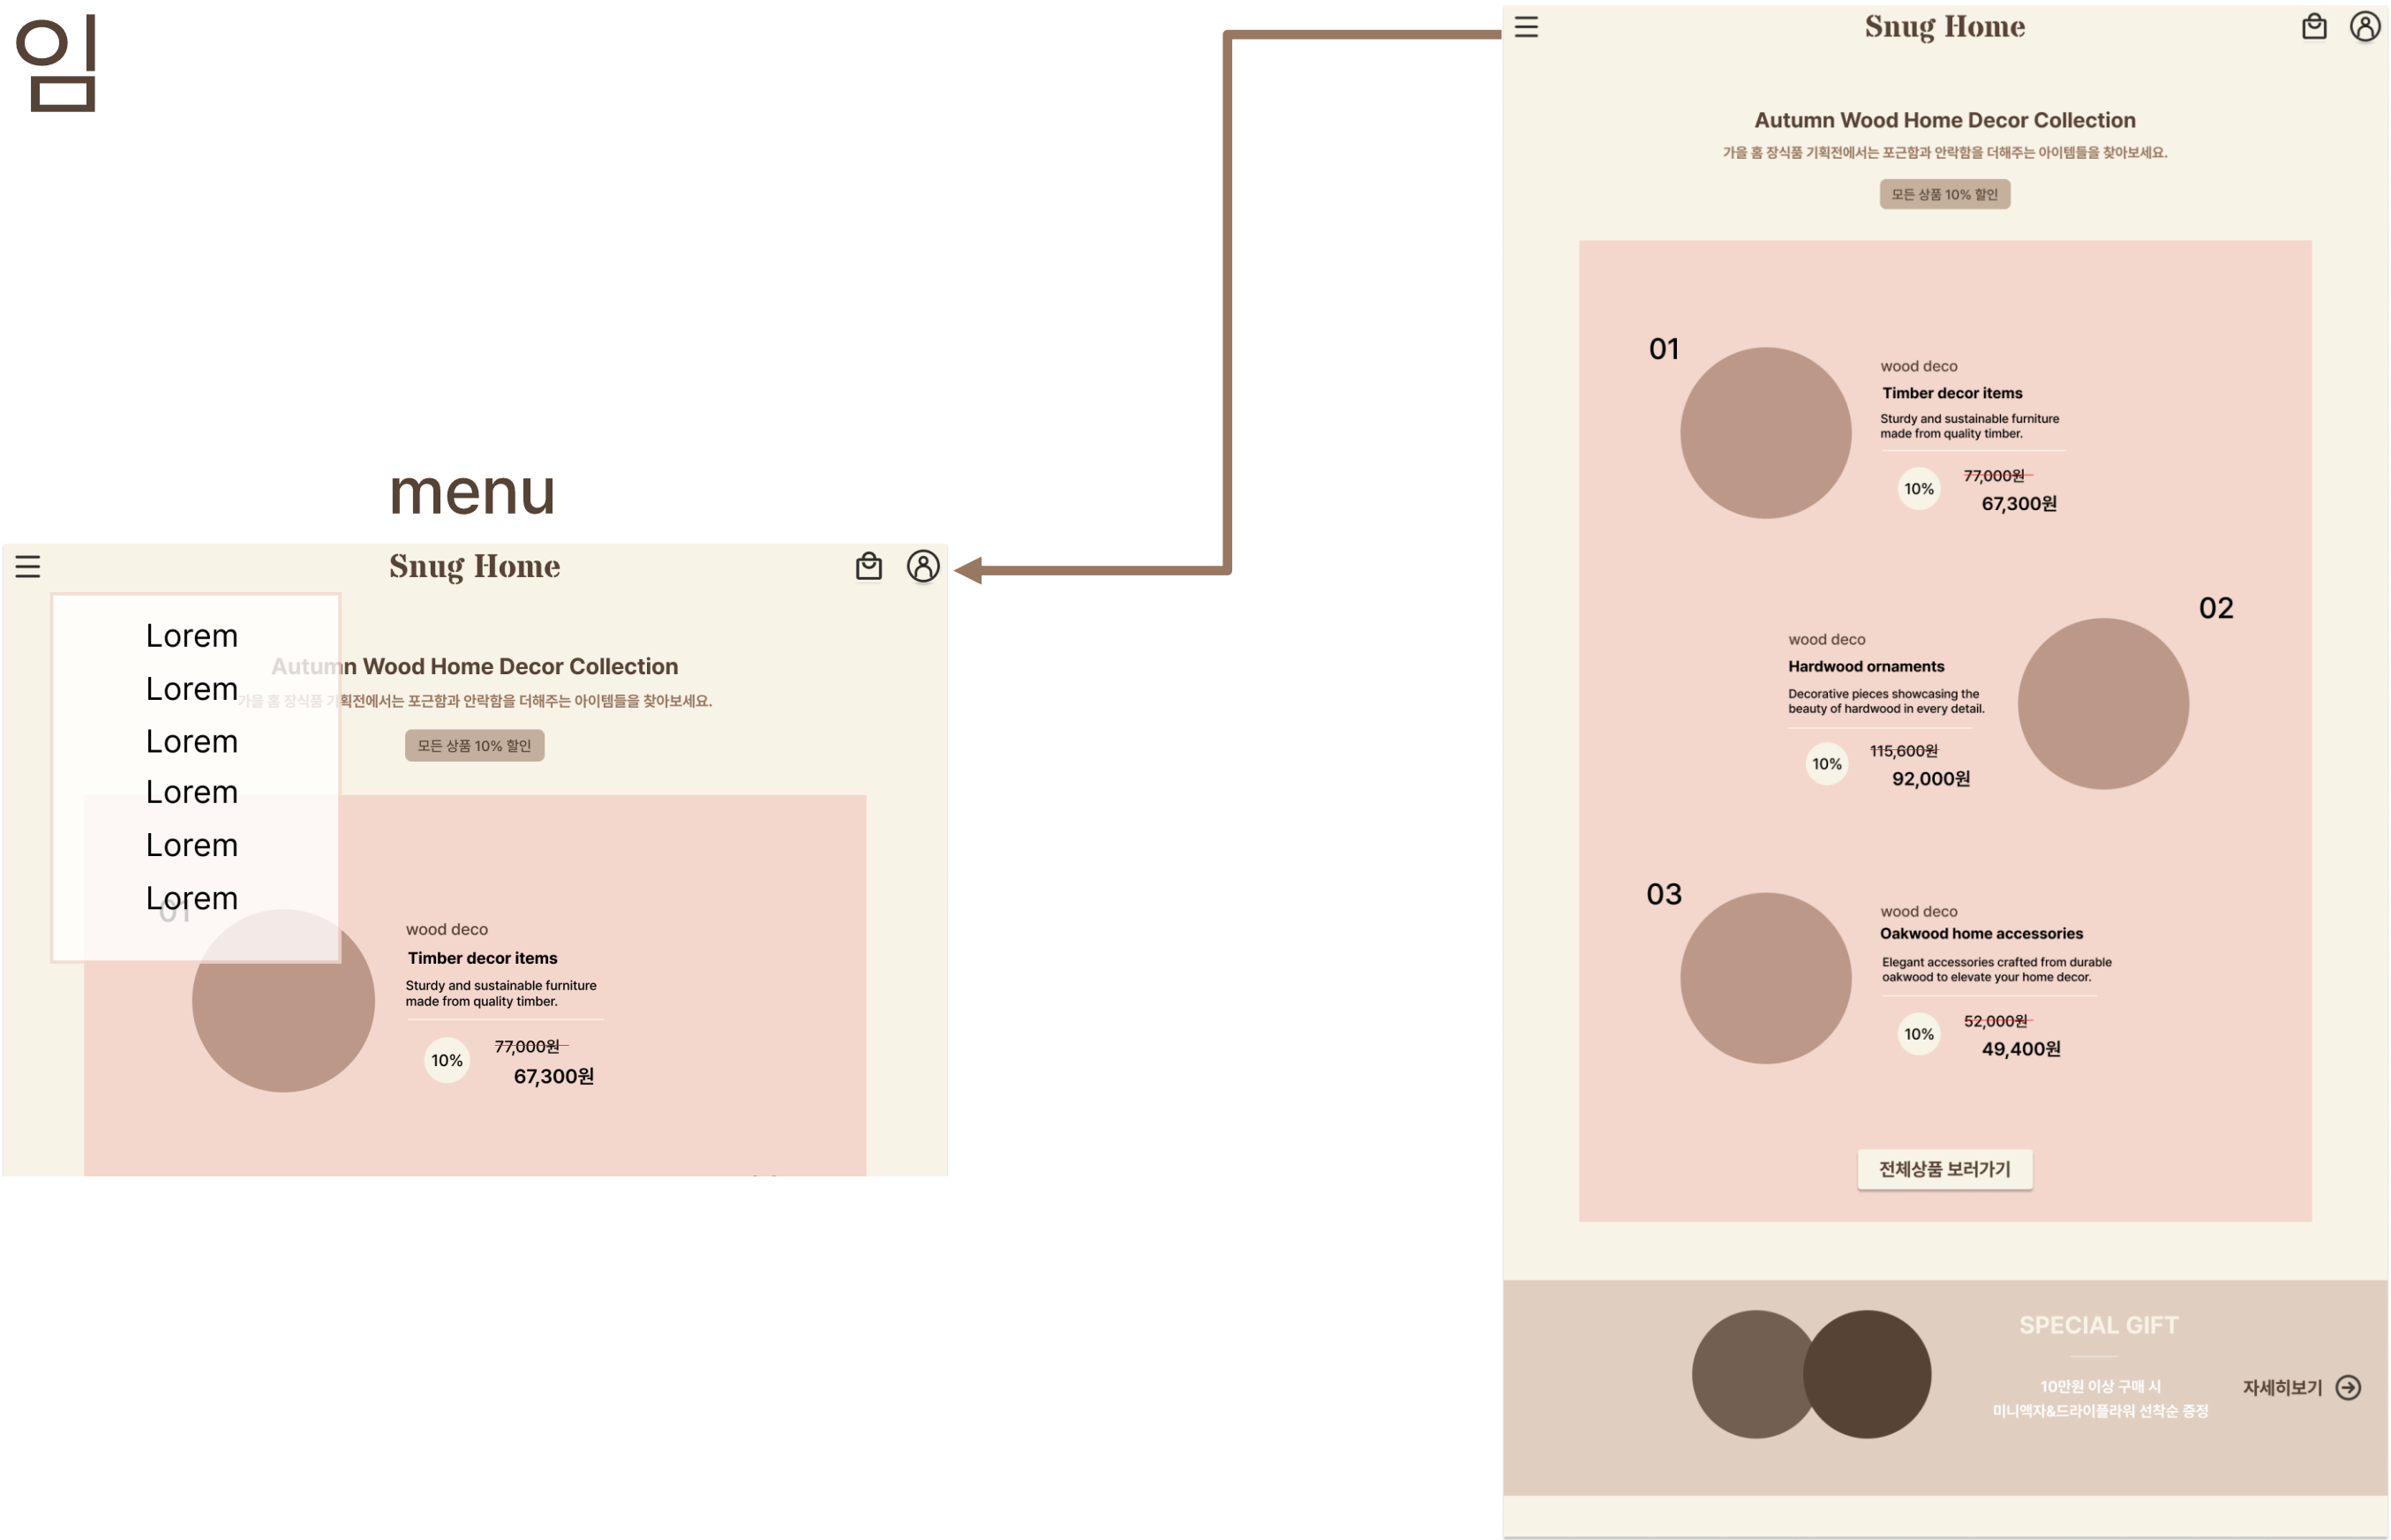 임
menu
Snug Home
Lorem
Lorem
Lorem
Lorem
Lorem
Lorem
Autumn Wood Home Decor Collection
가을 홈 장식품 기획전에서는 포근함과 안락함을 더해주는 아이템들을 찾아보세요.
모든 상품 10% 할인
01
wood deco
Timber decor items
Sturdy and sustainable furniture
made from quality timber.
10%
77,000원
67,300원
Snug Home
Autumn Wood Home Decor Collection
가을 홈 장식품 기획전에서는 포근함과 안락함을 더해주는 아이템들을 찾아보세요.
모든 상품 10% 할인
01
wood deco
Timber decor items
Sturdy and sustainable furniture
made from quality timber.
10%
77,000원
67,300원
02
wood deco
Hardwood ornaments
Decorative pieces showcasing the
beauty of hardwood in every detail.
10%
115,600원
92,000원
03
wood deco
Oakwood home accessories
Elegant accessories crafted from durable
oakwood to elevate your home decor.
10%
52,000원
49,400원
전체상품 보러가기
SPECIAL GIFT
10만원 이상 구매 시
미니액자&드라이플라워 선착순 증정
자세히보기